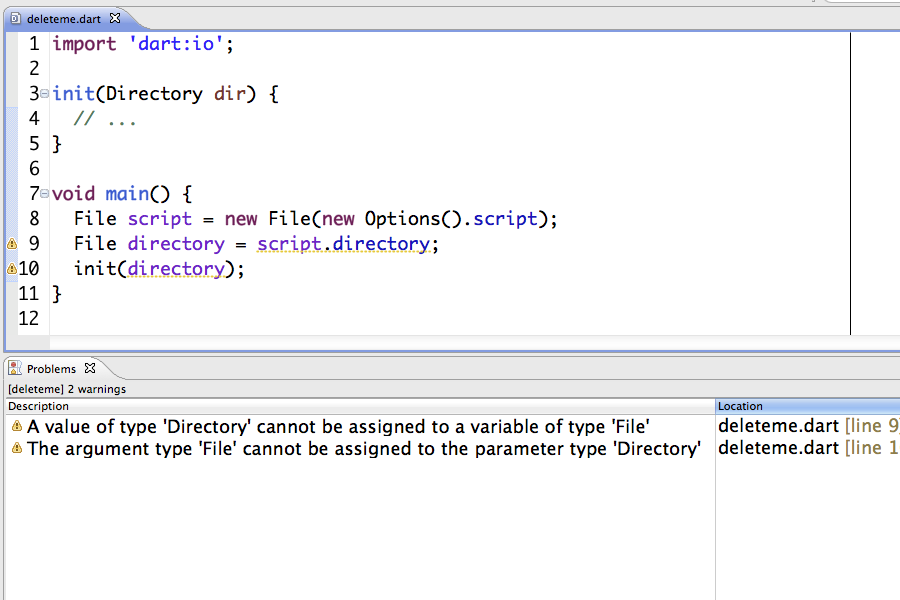 deleteme.dart
1 import 'dart:io';
2
3 init(Directory dir) {
4   // ...
5 }
6
7 void main() {
8   File script = new File(new Options().script);
9   File directory = script.directory;
10   init(directory);
11 }
12
Problems
[deleteme] 2 warnings
Description Location
A value of type 'Directory' cannot be assigned to a variable of type 'File' deleteme.dart [line 9]
The argument type 'File' cannot be assigned to the parameter type 'Directory' deleteme.dart [line 1